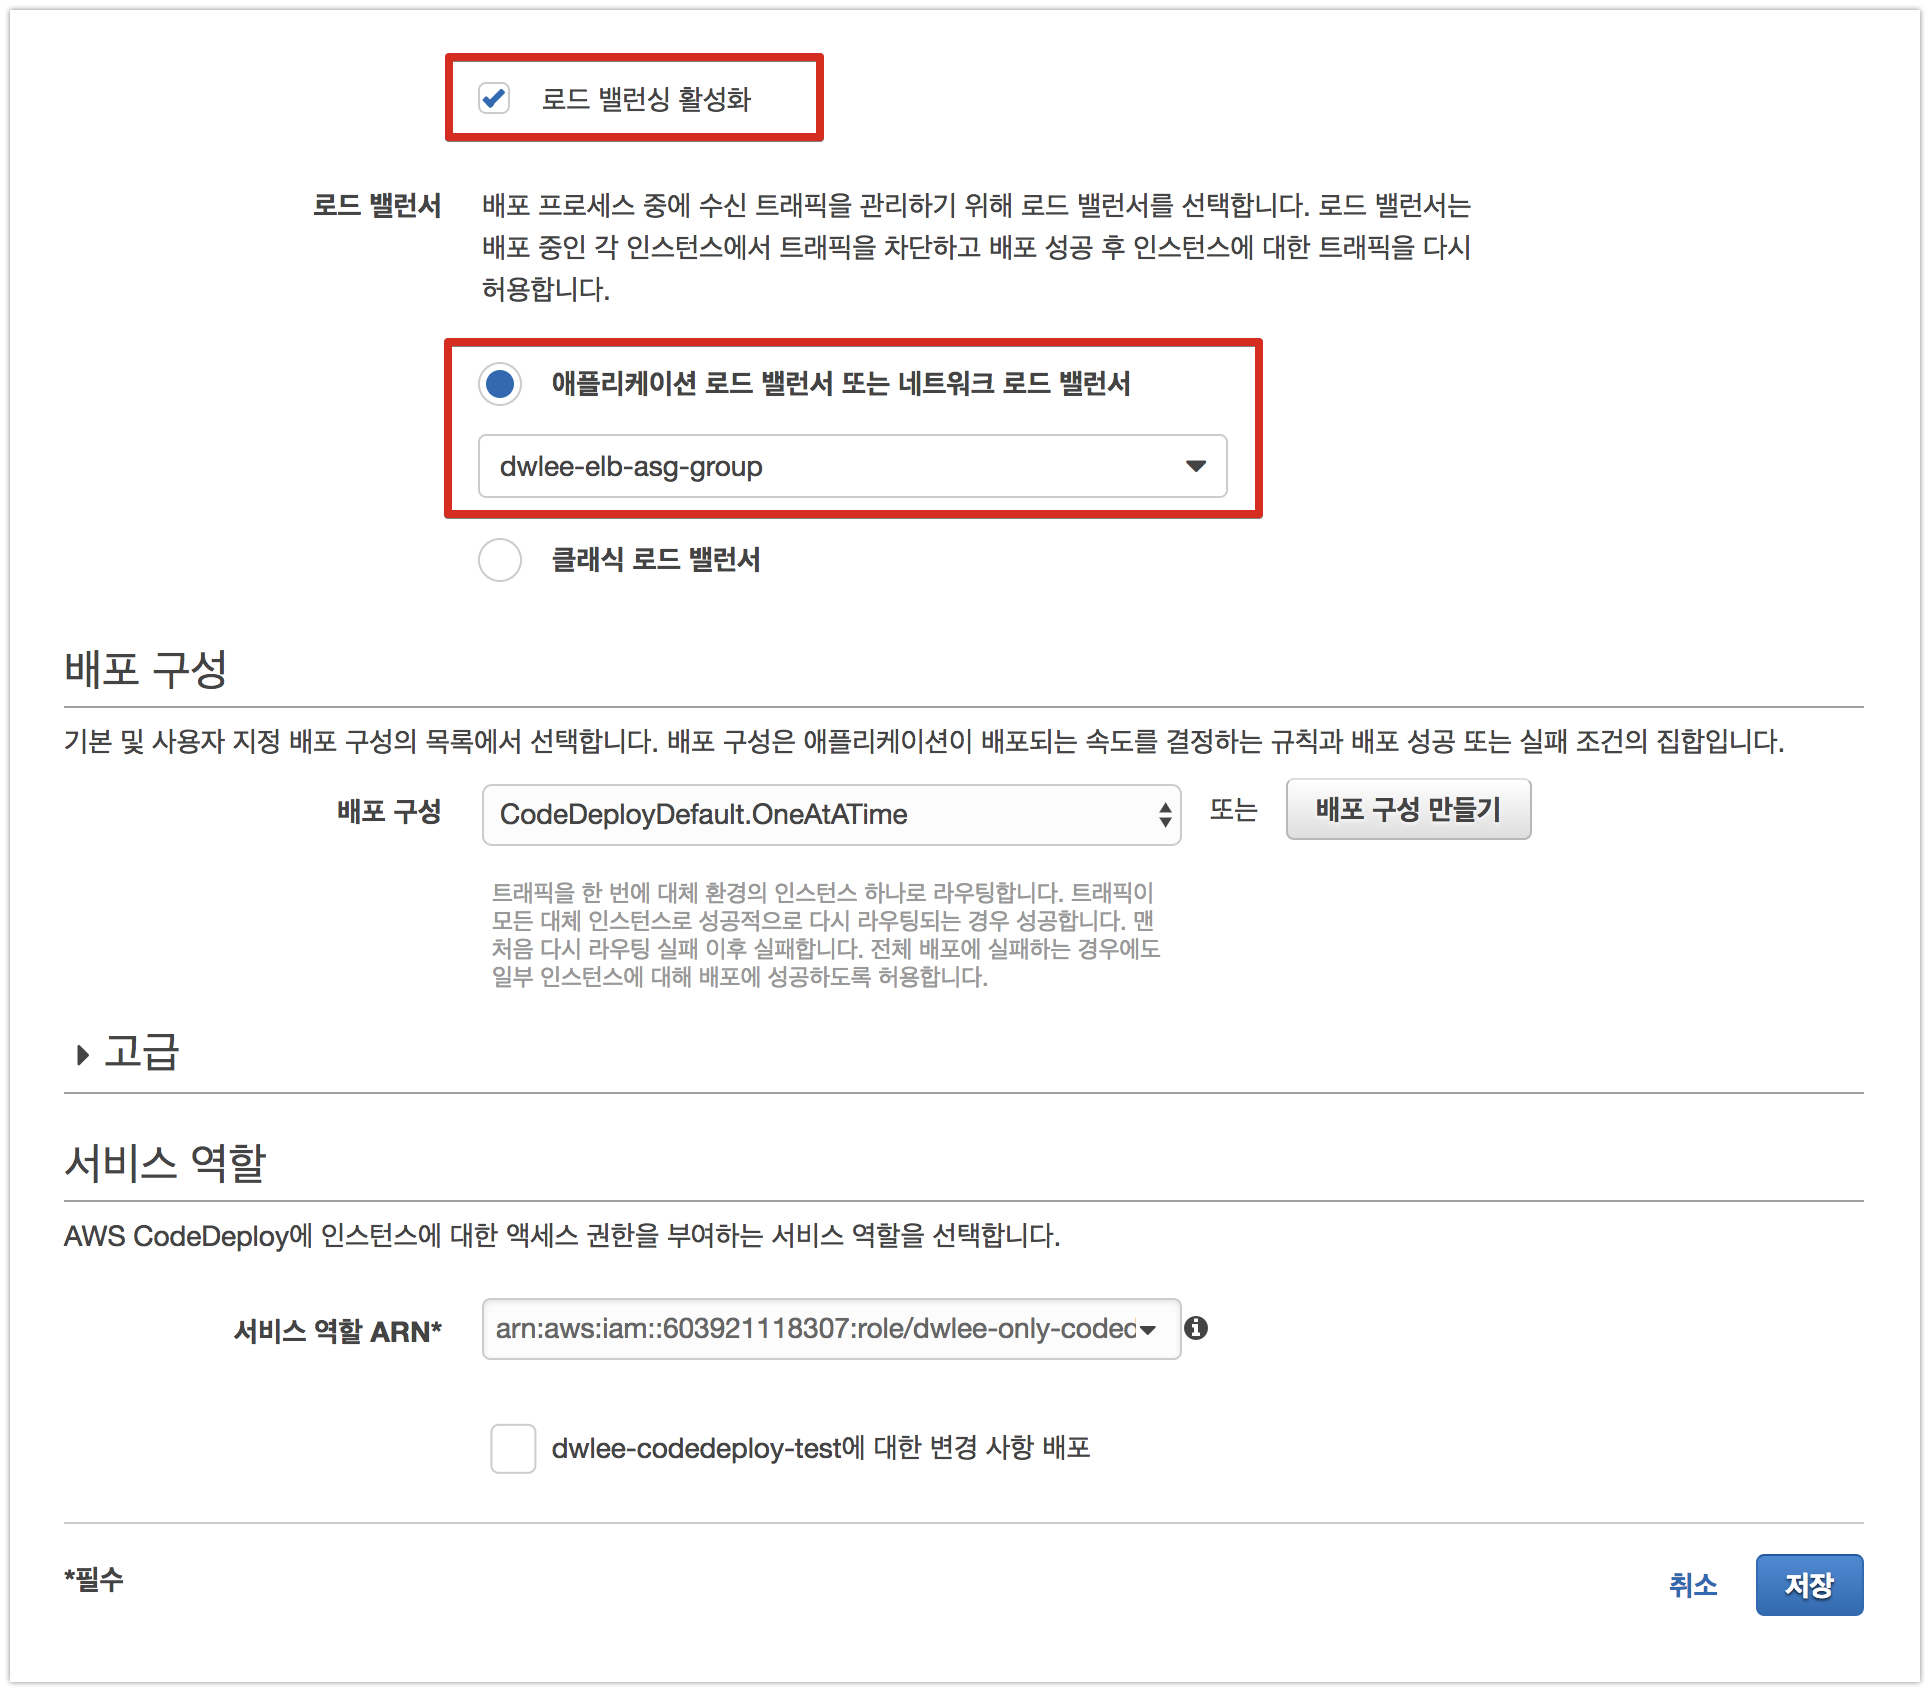 로드 밸런싱 활성화
로드 밸런서
배포 프로세스 중에 수신 트래픽을 관리하기 위해 로드 밸런서를 선택합니다. 로드 밸런서는
배포 중인 각 인스턴스에서 트래픽을 차단하고 배포 성공 후 인스턴스에 대한 트래픽을 다시
허용합니다.
애플리케이션 로드 밸런서 또는 네트워크 로드 밸런서
dwlee-elb-asg-group
클래식 로드 밸런서
배포 구성
기본 및 사용자 지정 배포 구성의 목록에서 선택합니다. 배포 구성은 애플리케이션이 배포되는 속도를 결정하는 규칙과 배포 성공 또는 실패 조건의 집합입니다.
배포 구성
CodeDeployDefault.OneAtATime
또는
배포 구성 만들기
트래픽을 한 번에 대체 환경의 인스턴스 하나로 라우팅합니다. 트래픽이
모든 대체 인스턴스로 성공적으로 다시 라우팅되는 경우 성공합니다. 맨
처음 다시 라우팅 실패 이후 실패합니다. 전체 배포에 실패하는 경우에도
일부 인스턴스에 대해 배포에 성공하도록 허용합니다.
고급
서비스 역할
AWS CodeDeploy에 인스턴스에 대한 액세스 권한을 부여하는 서비스 역할을 선택합니다.
서비스 역할 ARN*
arn:aws:iam::603921118307:role/dwlee-only-coded
dwlee-codedeploy-test에 대한 변경 사항 배포
*필수
취소
저장